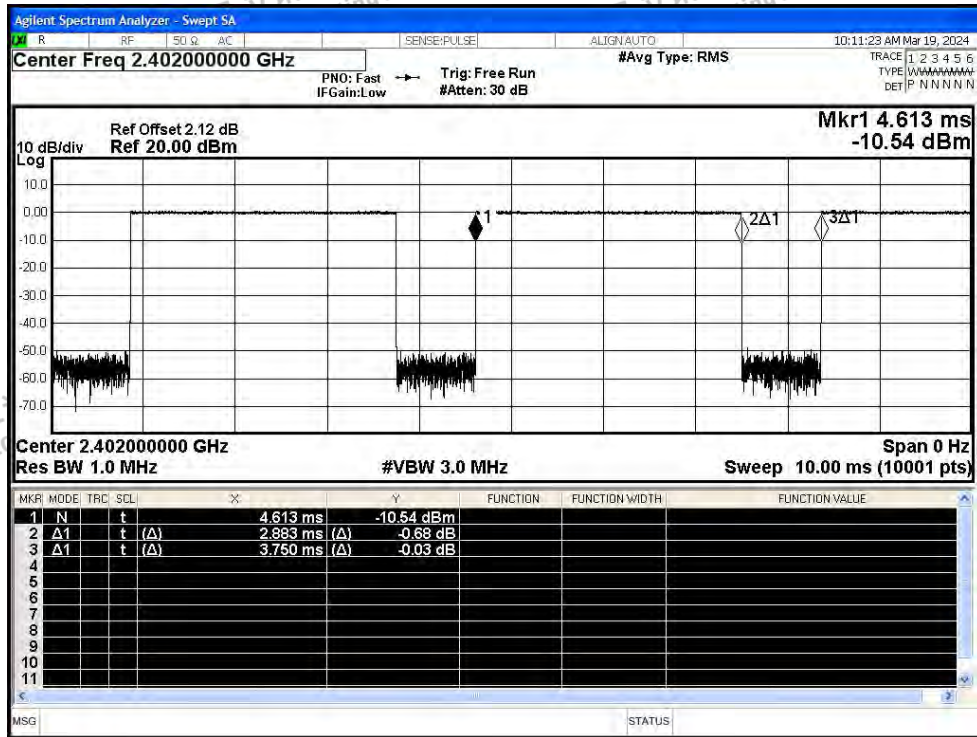 Agilent Spectrum Analyzer - Swept SA
LXI R RF 50 Ω AC SENSE:PULSE ALIGN AUTO 10:11:23 AM Mar 19, 2024
Center Freq 2.402000000 GHz #Avg Type: RMS TRACE 1 2 3 4 5 6
PNO: Fast Trig: Free Run TYPE WWWWWW
IFGain:Low #Atten: 30 dB DET P N N N N N
Mkr1 4.613 ms
Ref Offset 2.12 dB
10 dB/div Ref 20.00 dBm -10.54 dBm
Log
10.0
0.00
1 2Δ1 3Δ1
-10.0
-20.0
-30.0
-40.0
-50.0
-60.0
-70.0
Center 2.402000000 GHz Span 0 Hz
Res BW 1.0 MHz #VBW 3.0 MHz Sweep 10.00 ms (10001 pts)
MKR MODE TRC SCL X Y FUNCTION FUNCTION WIDTH FUNCTION VALUE
1 N t 4.613 ms -10.54 dBm
2 Δ1 t (Δ) 2.883 ms (Δ) -0.68 dB
3 Δ1 t (Δ) 3.750 ms (Δ) -0.03 dB
4
5
6
7
8
9
10
11
MSG STATUS